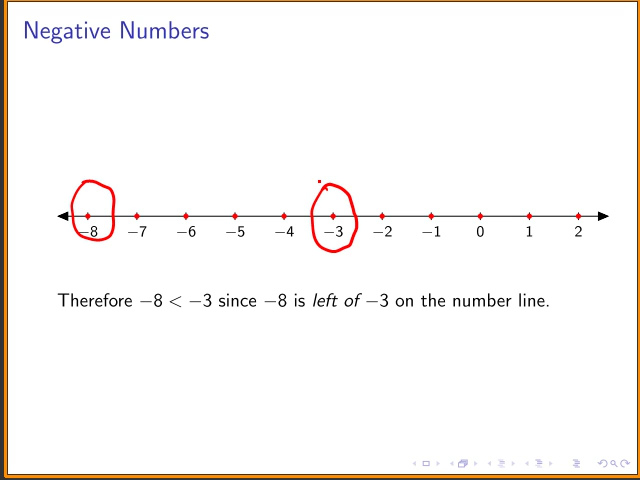 Negative Numbers
−8 −7 −6 −5 −4 −3 −2 −1 0 1 2
Therefore −8 < −3 since −8 is left of −3 on the number line.